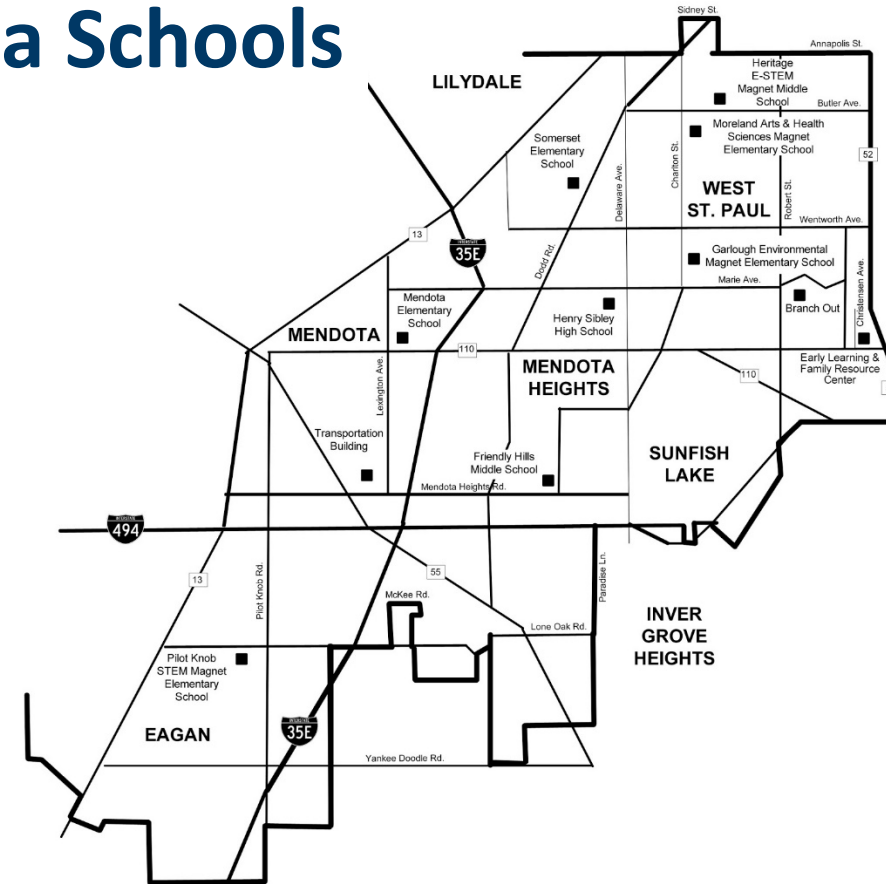 a Schools
Sidney St.
Annapolis St.
LILYDALE
Heritage
E-STEM
Magnet Middle
School
Butler Ave.
Somerset
Elementary
School
Moreland Arts & Health
Sciences Magnet
Elementary School
52
Delaware Ave.
Charlton St.
WEST
ST. PAUL
Robert St.
Wentworth Ave.
13
35E
Dodd Rd.
Garlough Environmental
Magnet Elementary School
Marie Ave.
Christensen Ave.
Mendota
Elementary
School
Henry Sibley
High School
Branch Out
MENDOTA
110
Early Learning &
Family Resource
Center
MENDOTA
HEIGHTS
110
Lexington Ave.
Transportation
Building
Friendly Hills
Middle School
SUNFISH
LAKE
Mendota Heights Rd.
494
13
Pilot Knob Rd.
55
Paradise Ln.
McKee Rd.
Lone Oak Rd.
INVER
GROVE
HEIGHTS
Pilot Knob
STEM Magnet
Elementary
School
35E
EAGAN
Yankee Doodle Rd.